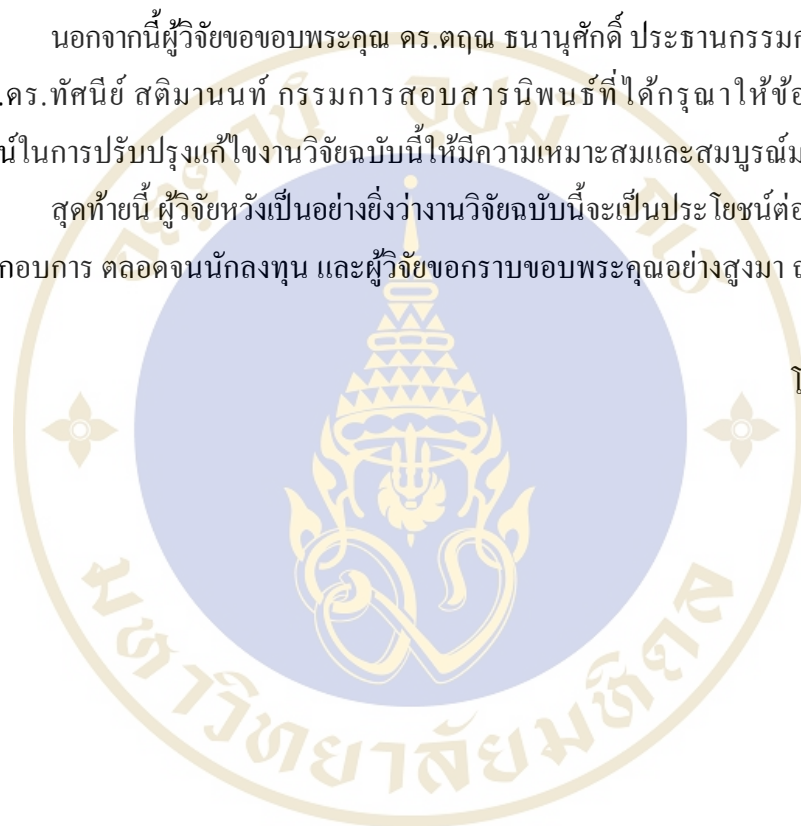 นอกจากนี้ผู้วิจัยขอขอบพระคุณ ดร.ตฤณ ธนานุศักดิ์ ประธานกรรมก
.ดร.ทัศนีย์ สติมานนท์ กรรมการสอบสารนิพนธ์ที่ได้กรุณาให้ข้อ
น์ในการปรับปรุงแก้ไขงานวิจัยฉบับนี้ให้มีความเหมาะสมและสมบูรณ์ม
สุดท้ายนี้ ผู้วิจัยหวังเป็นอย่างยิ่งว่างานวิจัยฉบับนี้จะเป็นประโยชน์ต่อ
กอบการ ตลอดจนนักลงทุน และผู้วิจัยขอกราบขอบพระคุณอย่างสูงมา ณ
โ
อตฺตานํ อุปมํ กเร
มหาวิทยาลัยมหิดล